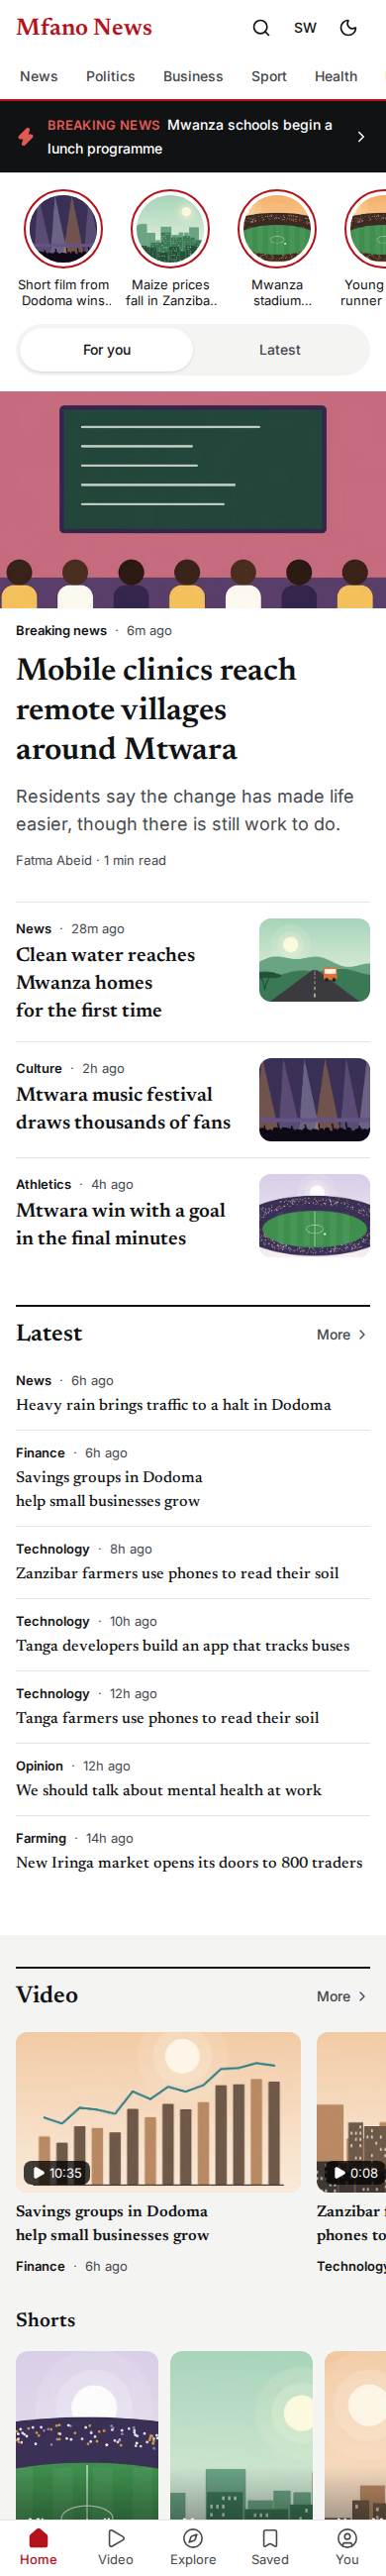 Mfano News
SW
News Politics Business Sport Health
BREAKING NEWS Mwanza schools begin a
lunch programme
Short film from
Dodoma wins..
Maize prices
fall in Zanziba..
Mwanza
stadium...
Young
runner
For you
Latest
Breaking news · 6m ago
Mobile clinics reach
remote villages
around Mtwara
Residents say the change has made life
easier, though there is still work to do.
Fatma Abeid · 1 min read
News · 28m ago
Clean water reaches
Mwanza homes
for the first time
Culture · 2h ago
Mtwara music festival
draws thousands of fans
Athletics · 4h ago
Mtwara win with a goal
in the final minutes
Latest
More
News · 6h ago
Heavy rain brings traffic to a halt in Dodoma
Finance · 6h ago
Savings groups in Dodoma
help small businesses grow
Technology · 8h ago
Zanzibar farmers use phones to read their soil
Technology · 10h ago
Tanga developers build an app that tracks buses
Technology · 12h ago
Tanga farmers use phones to read their soil
Opinion · 12h ago
We should talk about mental health at work
Farming · 14h ago
New Iringa market opens its doors to 800 traders
Video
More
10:35
Savings groups in Dodoma
help small businesses grow
Finance · 6h ago
0:08
Zanzibar
phones to
Technology
Shorts
Home Video Explore Saved You